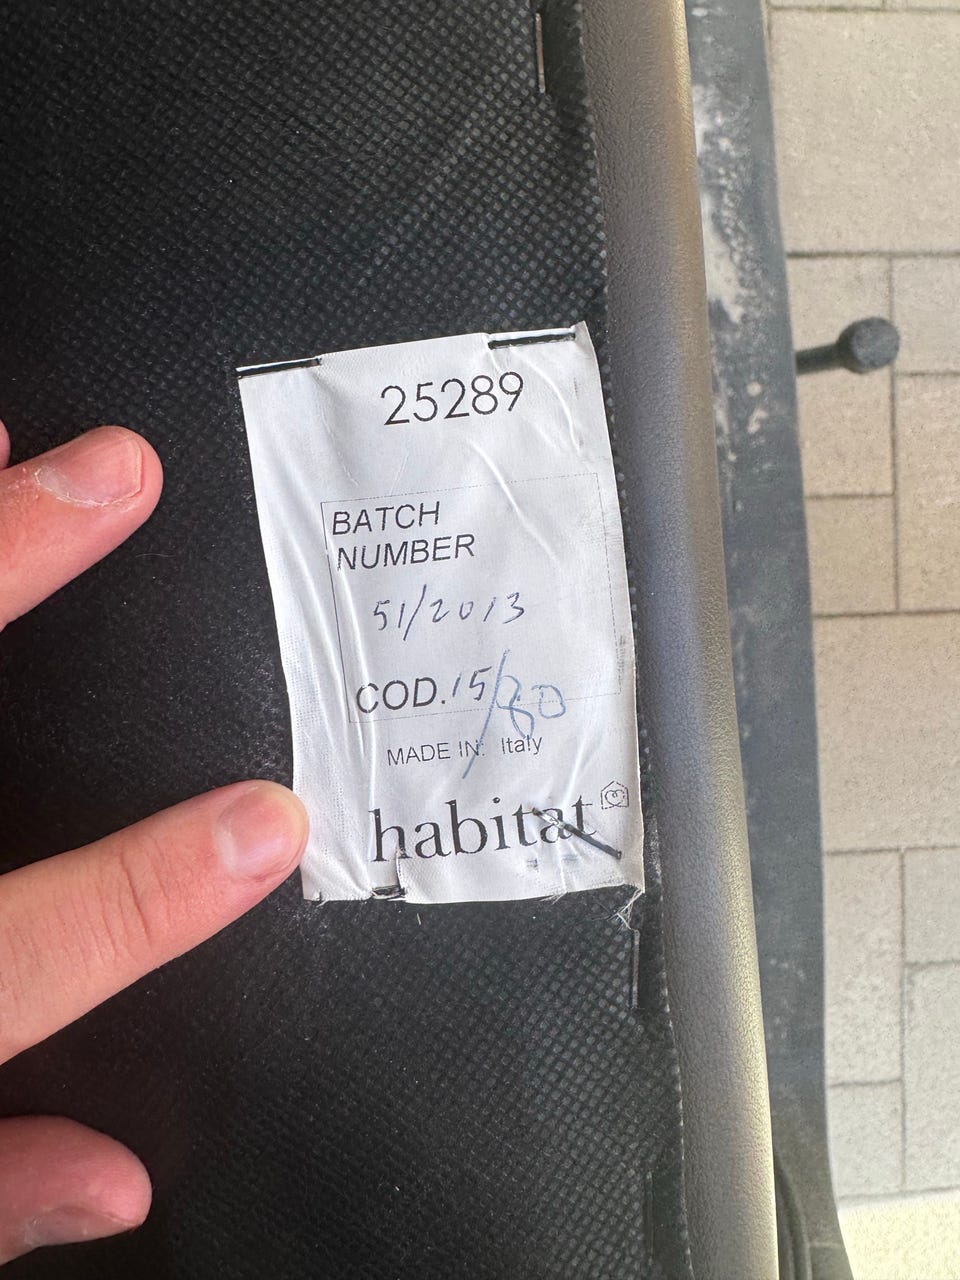 25289
BATCH
NUMBER
51/2013
COD. 15/80
MADE IN: Italy
habitat